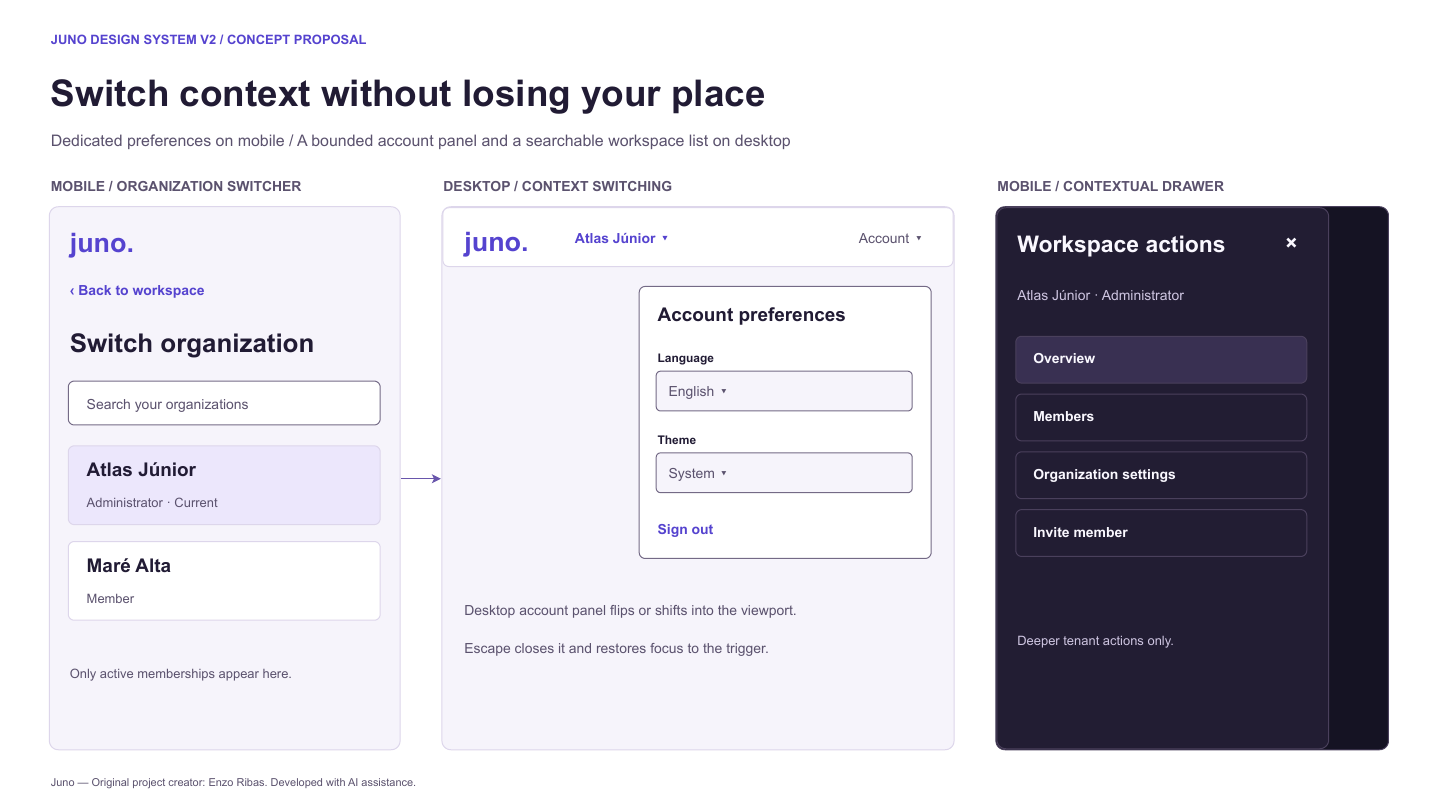 JUNO DESIGN SYSTEM V2 / CONCEPT PROPOSAL
Switch context without losing your place
Dedicated preferences on mobile / A bounded account panel and a searchable workspace list on desktop
MOBILE / ORGANIZATION SWITCHER
juno.
‹ Back to workspace
Switch organization
Search your organizations
Atlas Júnior
Administrator · Current
Maré Alta
Member
Only active memberships appear here.
DESKTOP / CONTEXT SWITCHING
juno.
Atlas Júnior ▾
Account ▾
Account preferences
Language
English ▾
Theme
System ▾
Sign out
Desktop account panel flips or shifts into the viewport.
Escape closes it and restores focus to the trigger.
MOBILE / CONTEXTUAL DRAWER
Workspace actions ×
Atlas Júnior · Administrator
Overview
Members
Organization settings
Invite member
Deeper tenant actions only.
Juno — Original project creator: Enzo Ribas. Developed with AI assistance.